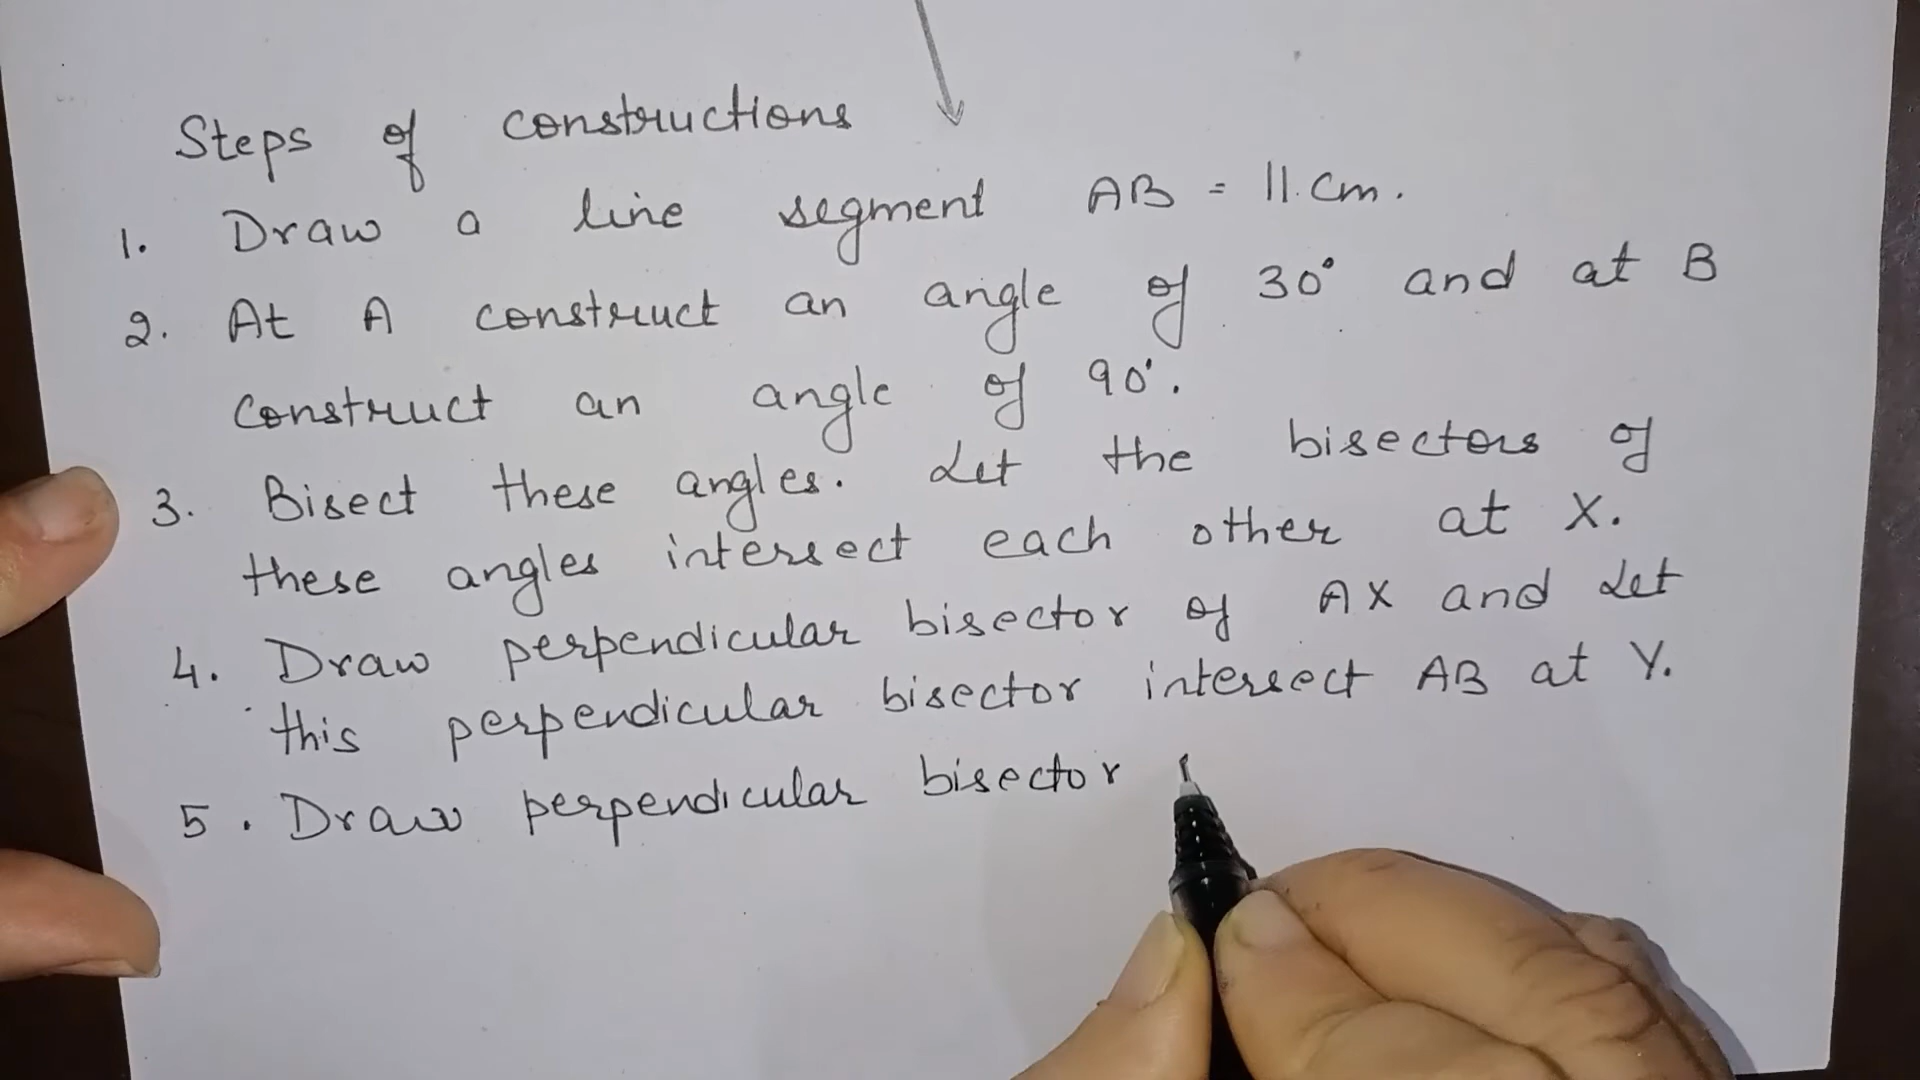 Steps of constructions
1. Draw a line segment AB = 11 cm.
2. At A construct an angle of 30° and at B
construct an angle of 90°.
3. Bisect these angles. Let the bisectors of
these angles intersect each other at X.
4. Draw perpendicular bisector of AX and Let
this perpendicular bisector intersect AB at Y.
5. Draw perpendicular bisector